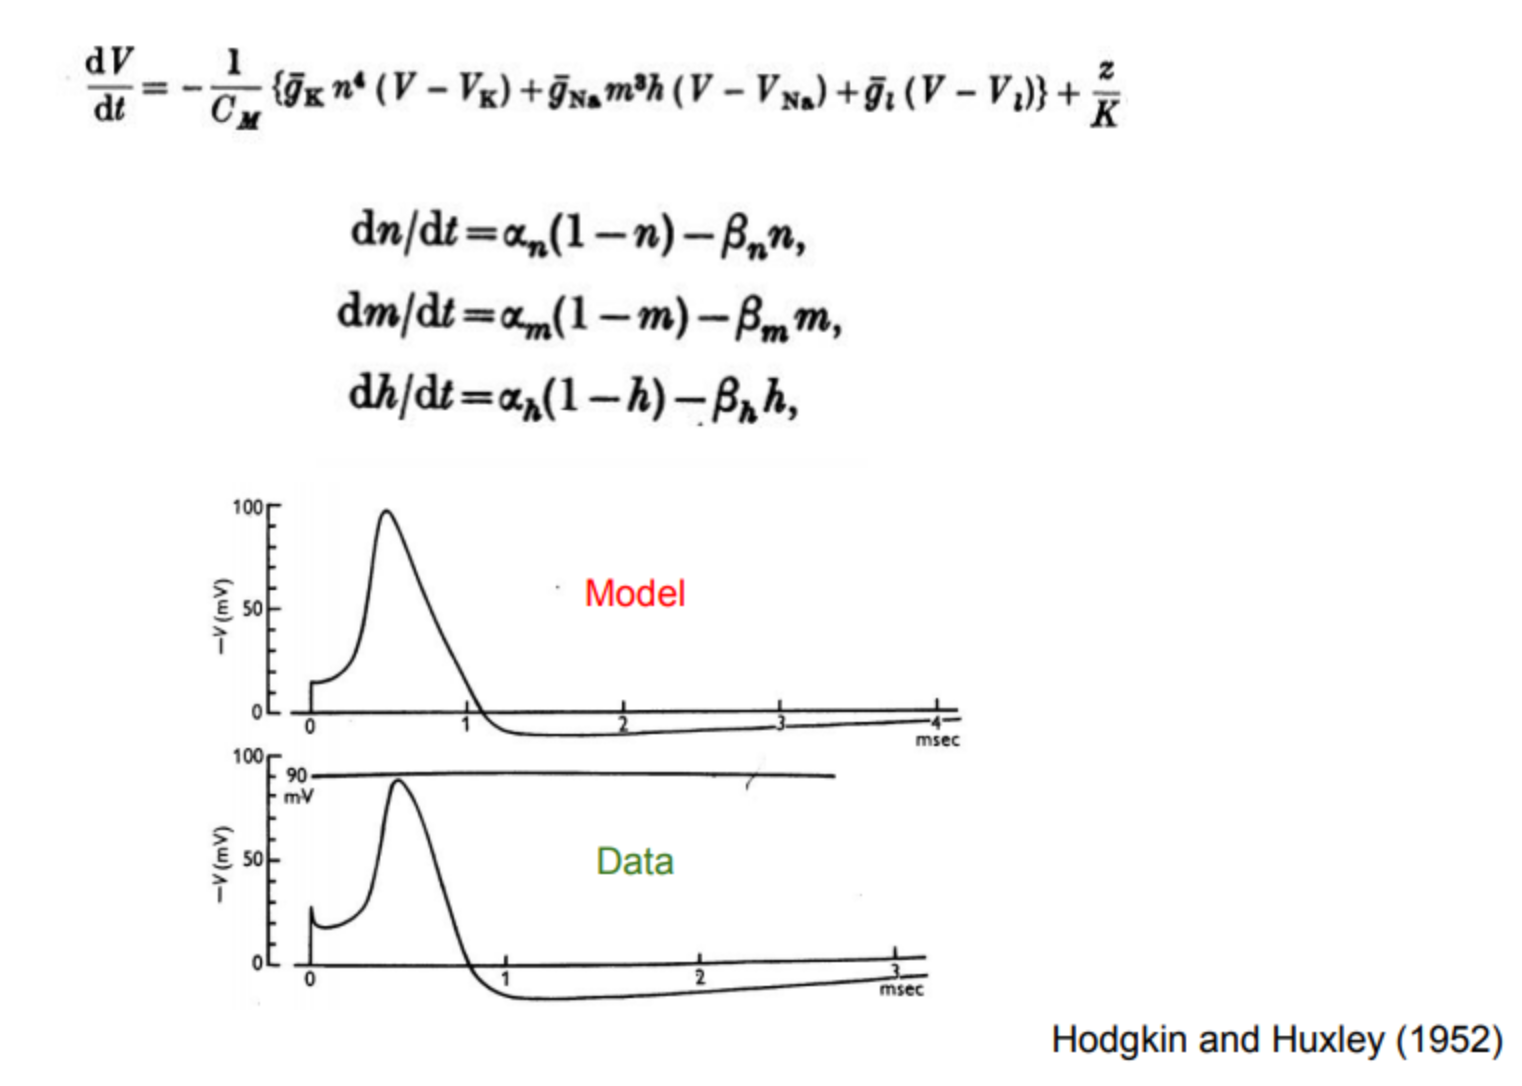 dV/dt = - 1/C_M {ḡ_K n⁴ (V - V_K) + ḡ_Na m³h (V - V_Na) + ḡ_l (V - V_l)} + z/K
dn/dt = α_n(1 - n) - β_n n,
dm/dt = α_m(1 - m) - β_m m,
dh/dt = α_h(1 - h) - β_h h,
100
Model
−V (mV)
50
0
0 1 2 3 4
msec
100
90
mV
−V (mV)
50
Data
0
0 1 2 3
msec
Hodgkin and Huxley (1952)